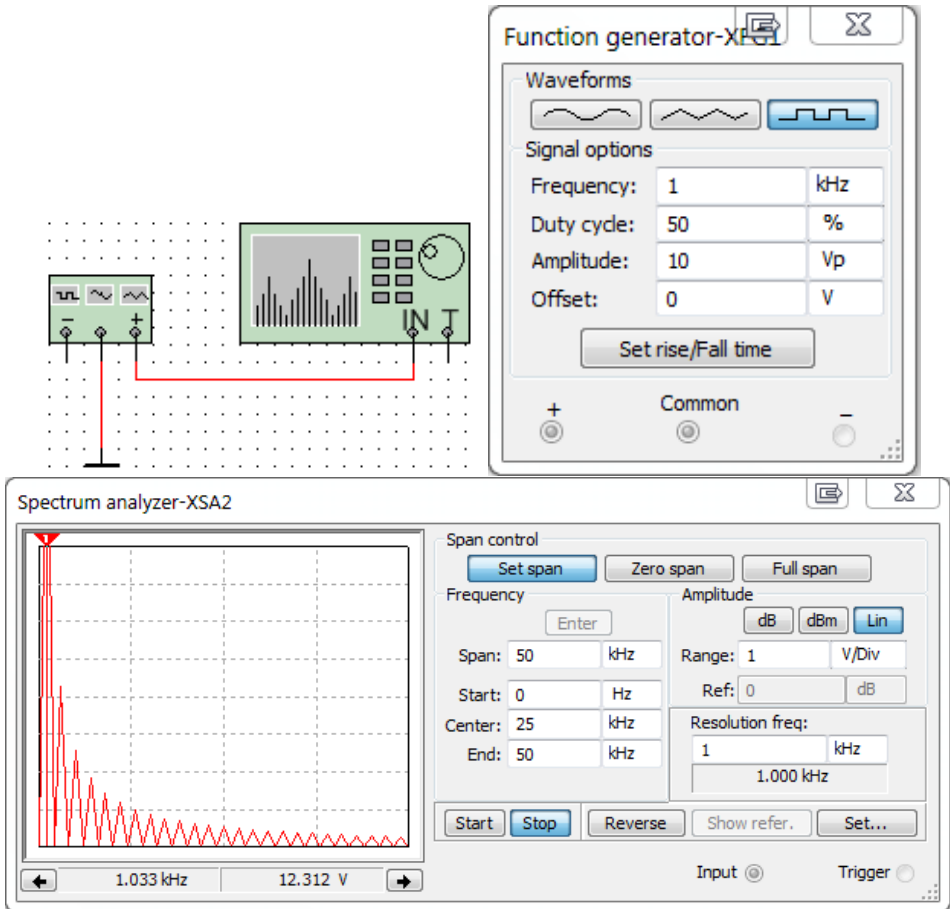 Function generator-XFG1
Waveforms
Signal options
Frequency: 1 kHz
Duty cycle: 50 %
Amplitude: 10 Vp
Offset: 0 V
Set rise/Fall time
+ Common −
− +
IN T
Spectrum analyzer-XSA2
1
Span control
Set span Zero span Full span
Frequency
Enter
Span: 50 kHz
Start: 0 Hz
Center: 25 kHz
End: 50 kHz
Amplitude
dB dBm Lin
Range: 1 V/Div
Ref: 0 dB
Resolution freq:
1 kHz
1.000 kHz
Start Stop Reverse Show refer. Set...
1.033 kHz 12.312 V
Input Trigger